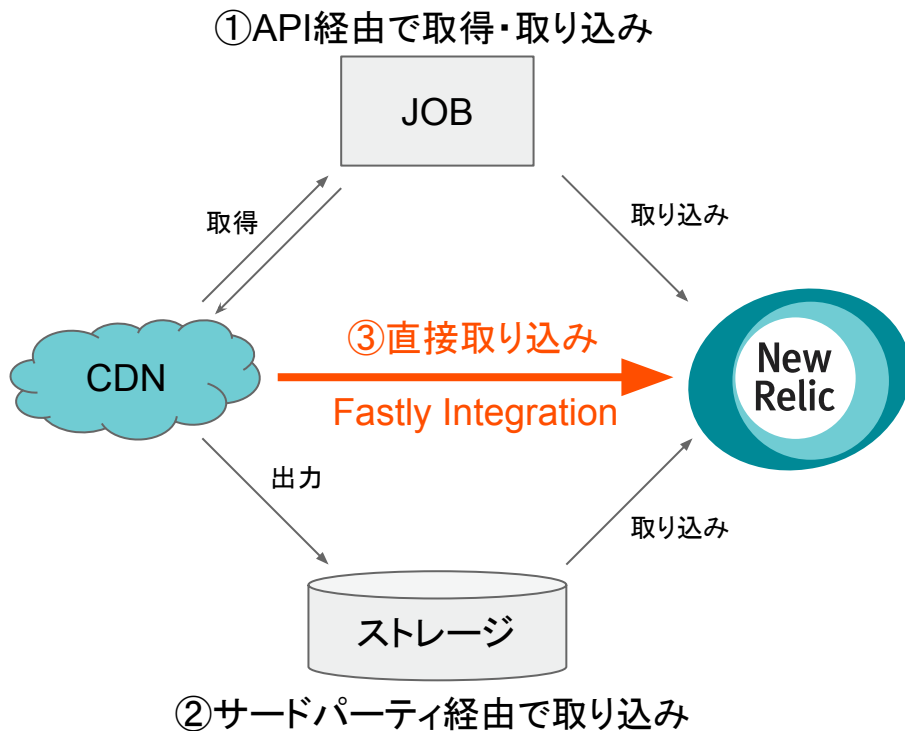 ①API経由で取得・取り込み
JOB
取得
取り込み
③直接取り込み
CDN
New
Relic
Fastly Integration
出力
取り込み
ストレージ
②サードパーティ経由で取り込み